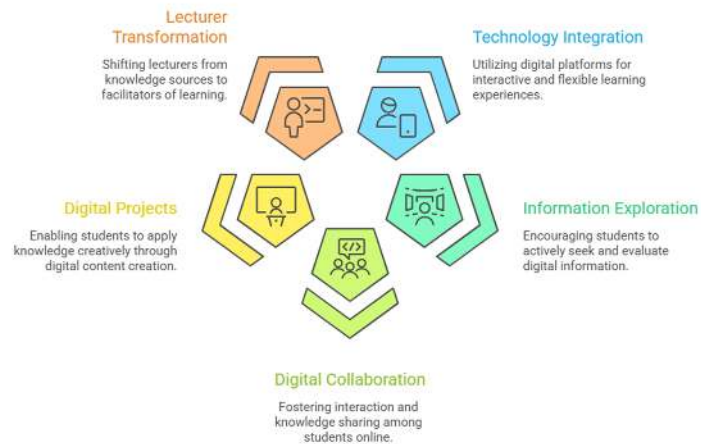 Lecturer
Transformation
Shifting lecturers from
knowledge sources to
facilitators of learning.
Technology Integration
Utilizing digital platforms for
interactive and flexible learning
experiences.
Digital Projects
Enabling students to apply
knowledge creatively through
digital content creation.
Information Exploration
Encouraging students to
actively seek and evaluate
digital information.
Digital Collaboration
Fostering interaction and
knowledge sharing among
students online.